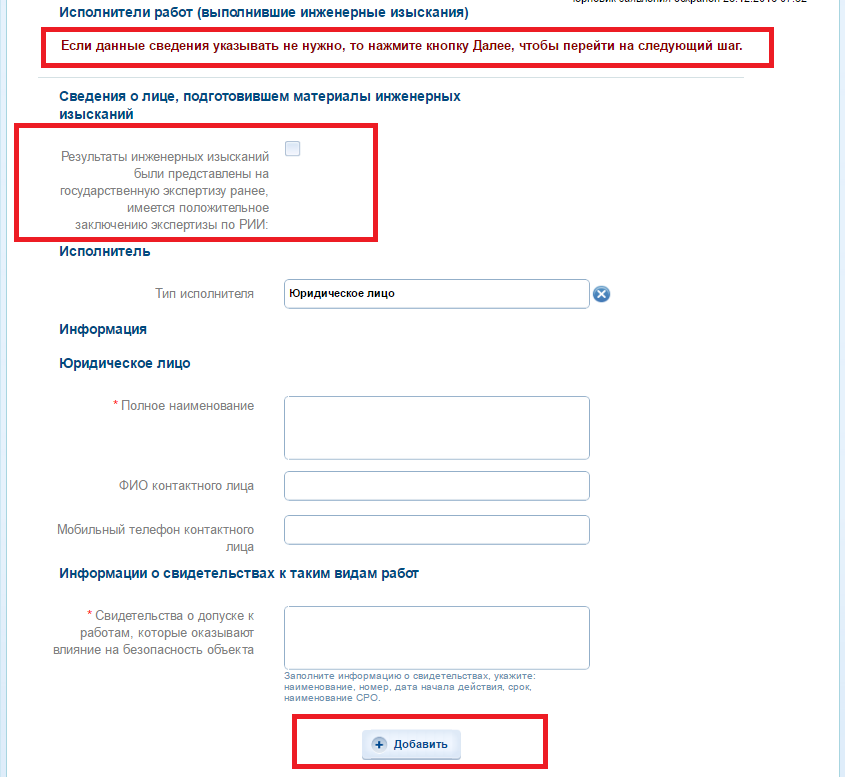 Исполнители работ (выполнившие инженерные изыскания)
Если данные сведения указывать не нужно, то нажмите кнопку Далее, чтобы перейти на следующий шаг.
Сведения о лице, подготовившем материалы инженерных
изысканий
Результаты инженерных изысканий
были представлены на
государственную экспертизу ранее,
имеется положительное
заключению экспертизы по РИИ:
Исполнитель
Тип исполнителя
Юридическое лицо
Информация
Юридическое лицо
* Полное наименование
ФИО контактного лица
Мобильный телефон контактного
лица
Информации о свидетельствах к таким видам работ
* Свидетельства о допуске к
работам, которые оказывают
влияние на безопасность объекта
Заполните информацию о свидетельствах, укажите:
наименование, номер, дата начала действия, срок,
наименование СРО.
Добавить